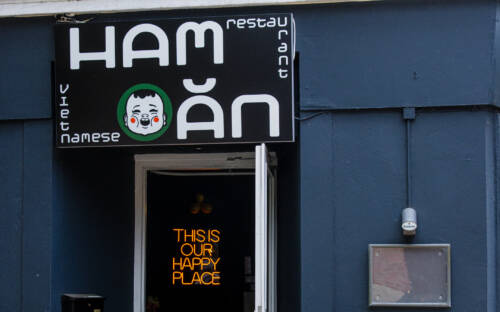 HAM
restaurant
Vietnamese
ĂN
THIS IS
OUR
HAPPY
PLACE